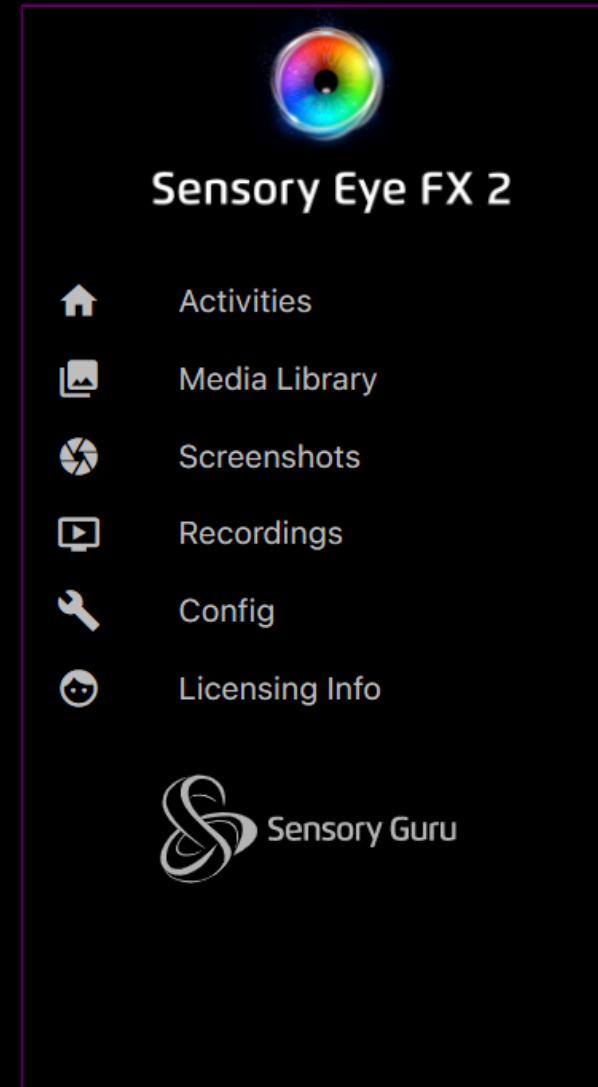 Sensory Eye FX 2
Activities
Media Library
Screenshots
Recordings
Config
Licensing Info
Sensory Guru